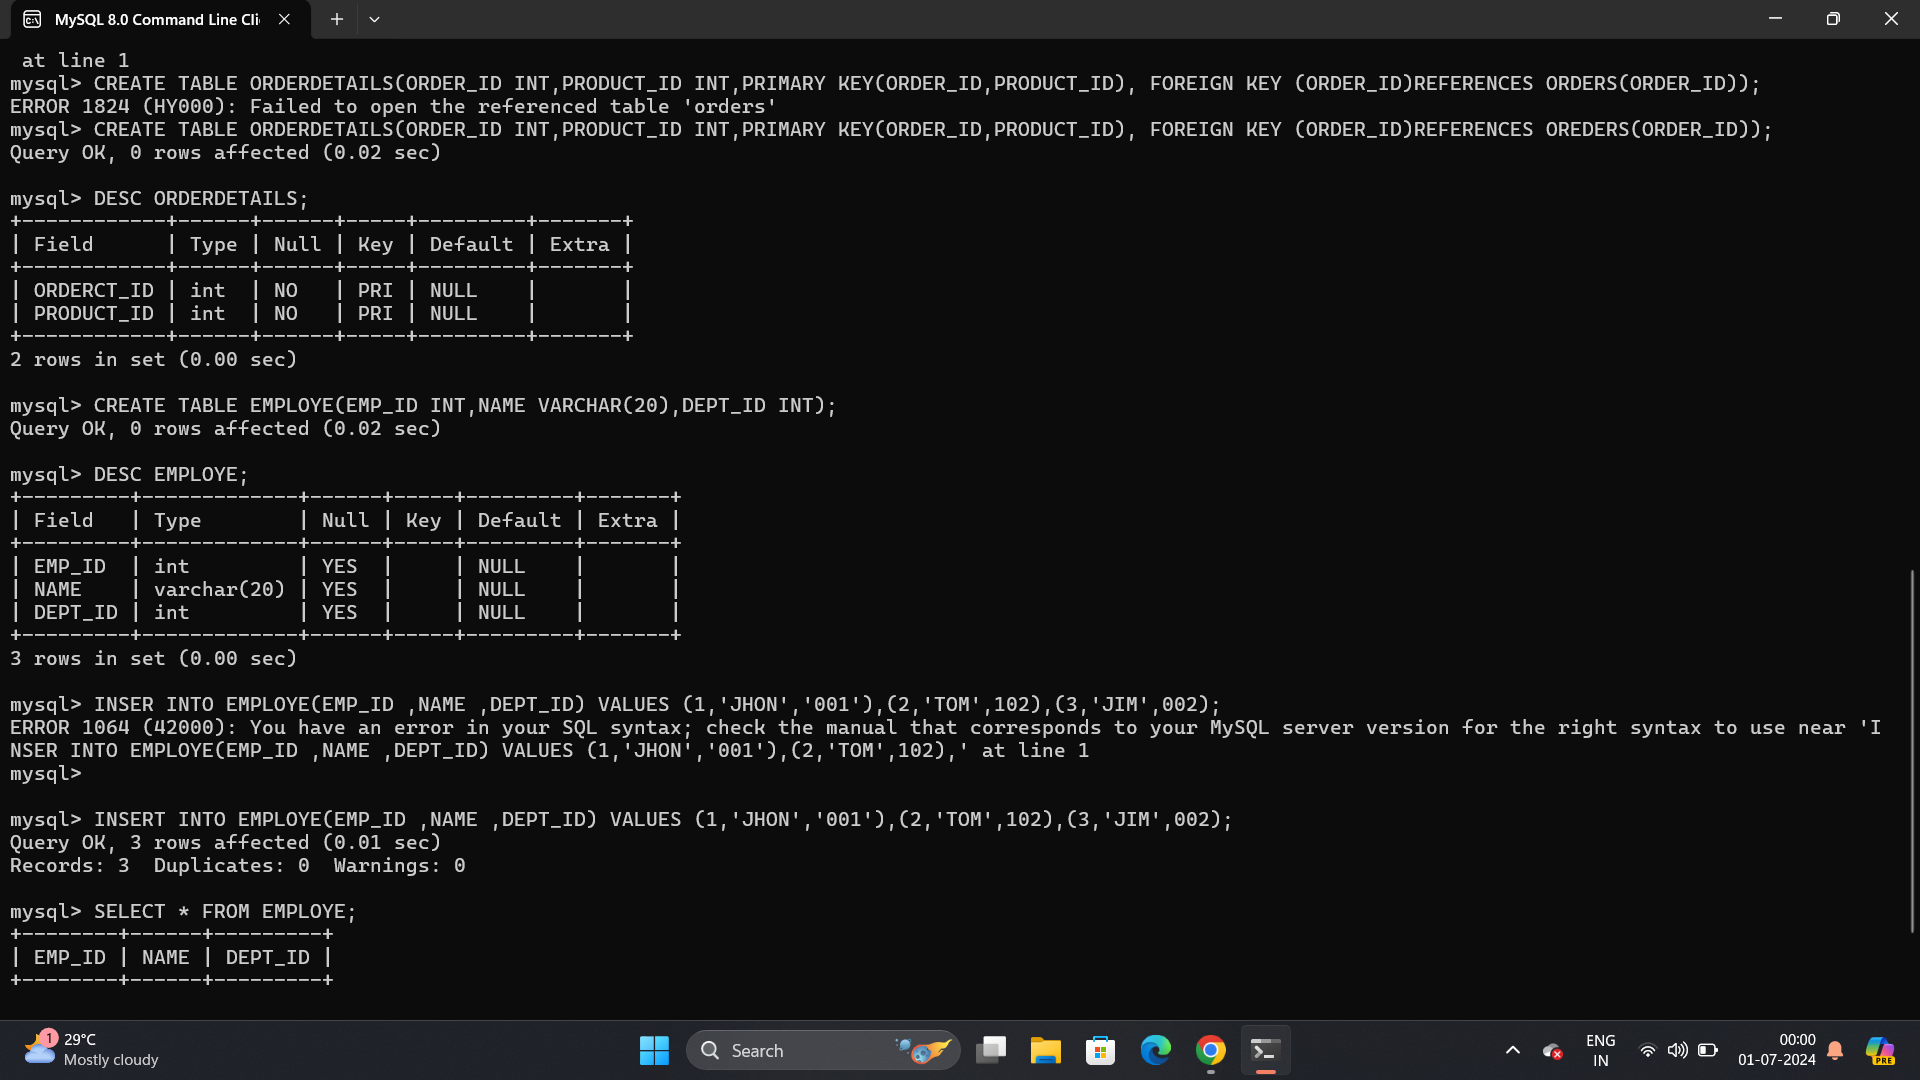 MySQL 8.0 Command Line Cli
 at line 1
mysql> CREATE TABLE ORDERDETAILS(ORDER_ID INT,PRODUCT_ID INT,PRIMARY KEY(ORDER_ID,PRODUCT_ID), FOREIGN KEY (ORDER_ID)REFERENCES ORDERS(ORDER_ID));
ERROR 1824 (HY000): Failed to open the referenced table 'orders'
mysql> CREATE TABLE ORDERDETAILS(ORDER_ID INT,PRODUCT_ID INT,PRIMARY KEY(ORDER_ID,PRODUCT_ID), FOREIGN KEY (ORDER_ID)REFERENCES OREDERS(ORDER_ID));
Query OK, 0 rows affected (0.02 sec)
mysql> DESC ORDERDETAILS;
+------------+------+------+-----+---------+-------+
| Field      | Type | Null | Key | Default | Extra |
+------------+------+------+-----+---------+-------+
| ORDERCT_ID | int  | NO   | PRI | NULL    |       |
| PRODUCT_ID | int  | NO   | PRI | NULL    |       |
+------------+------+------+-----+---------+-------+
2 rows in set (0.00 sec)
mysql> CREATE TABLE EMPLOYE(EMP_ID INT,NAME VARCHAR(20),DEPT_ID INT);
Query OK, 0 rows affected (0.02 sec)
mysql> DESC EMPLOYE;
+---------+-------------+------+-----+---------+-------+
| Field   | Type        | Null | Key | Default | Extra |
+---------+-------------+------+-----+---------+-------+
| EMP_ID  | int         | YES  |     | NULL    |       |
| NAME    | varchar(20) | YES  |     | NULL    |       |
| DEPT_ID | int         | YES  |     | NULL    |       |
+---------+-------------+------+-----+---------+-------+
3 rows in set (0.00 sec)
mysql> INSER INTO EMPLOYE(EMP_ID ,NAME ,DEPT_ID) VALUES (1,'JHON','001'),(2,'TOM',102),(3,'JIM',002);
ERROR 1064 (42000): You have an error in your SQL syntax; check the manual that corresponds to your MySQL server version for the right syntax to use near 'I
NSER INTO EMPLOYE(EMP_ID ,NAME ,DEPT_ID) VALUES (1,'JHON','001'),(2,'TOM',102),' at line 1
mysql>
mysql> INSERT INTO EMPLOYE(EMP_ID ,NAME ,DEPT_ID) VALUES (1,'JHON','001'),(2,'TOM',102),(3,'JIM',002);
Query OK, 3 rows affected (0.01 sec)
Records: 3  Duplicates: 0  Warnings: 0
mysql> SELECT * FROM EMPLOYE;
+--------+------+---------+
| EMP_ID | NAME | DEPT_ID |
+--------+------+---------+
1
29°C
Mostly cloudy
Search
PRE
ENG
IN
00:00
01-07-2024